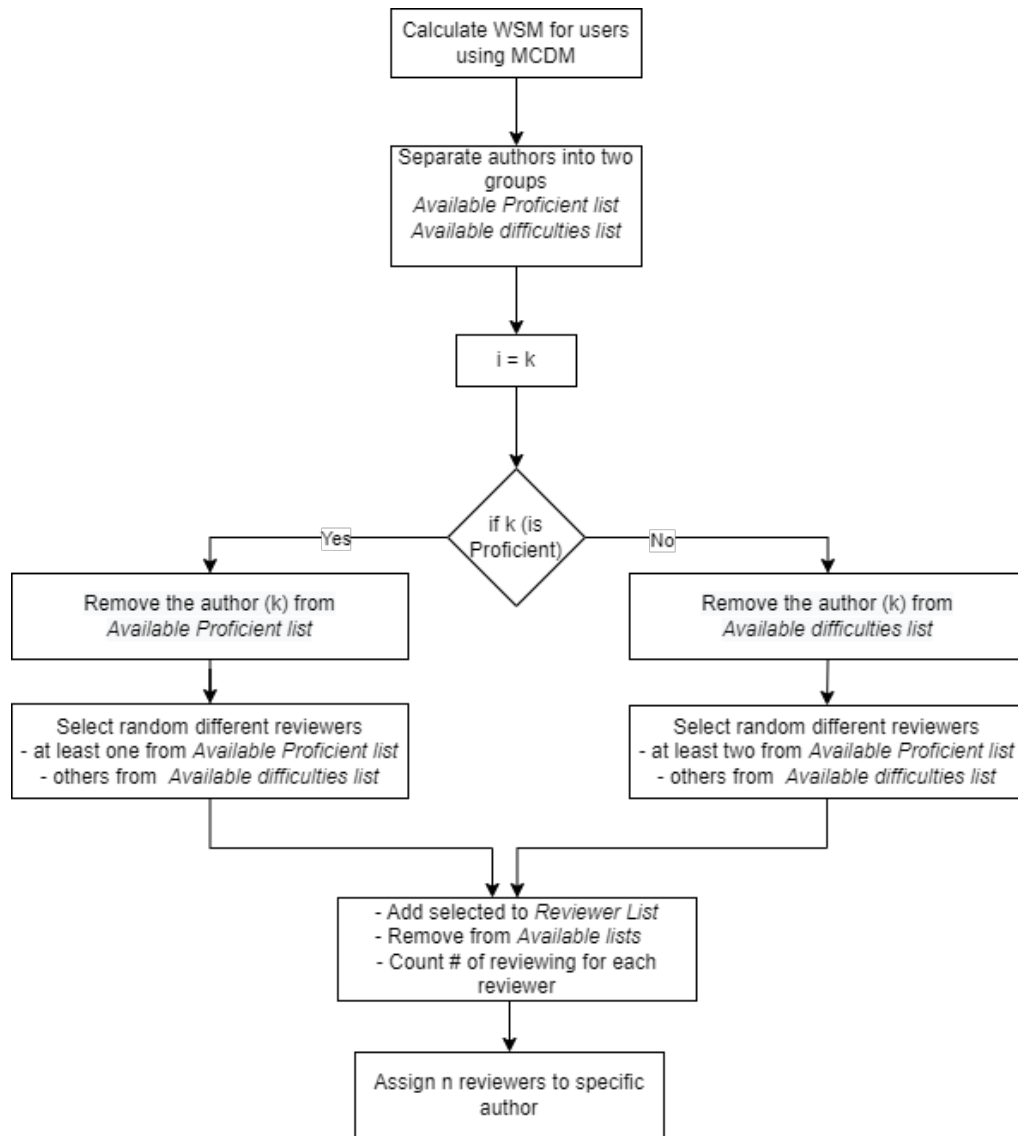 Calculate WSM for users
using MCDM
Separate authors into two
groups
Available Proficient list
Available difficulties list
i = k
if k (is
Proficient)
Yes
No
Remove the author (k) from
Available Proficient list
Remove the author (k) from
Available difficulties list
Select random different reviewers
- at least one from Available Proficient list
- others from Available difficulties list
Select random different reviewers
- at least two from Available Proficient list
- others from Available difficulties list
- Add selected to Reviewer List
- Remove from Available lists
- Count # of reviewing for each
reviewer
Assign n reviewers to specific
author